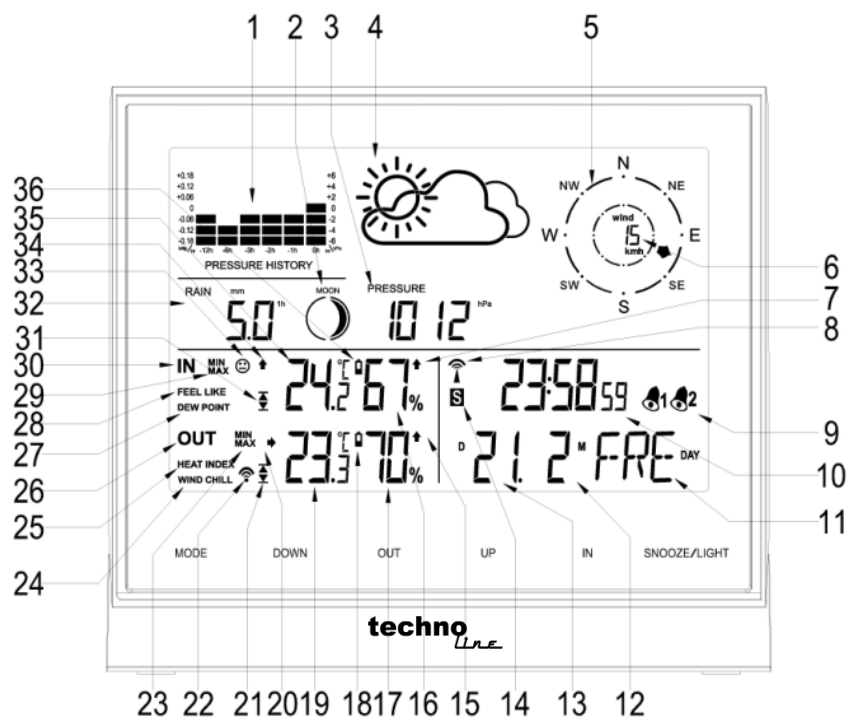 1 2 3 4 5
36
35
34
33
32
31
30
29
28
27
26
25
24
+0.18 +6
+0.12 +4
+0.06 +2
0 0
-0.06 -2
-0.12 -4
-0.18 -6
-12h -6h -3h -2h -1h 0h
PRESSURE HISTORY
N
NW NE
wind
W 15 E
kmh
SW SE
S
6
7
8
9
10
11
RAIN mm MOON PRESSURE
5.0 1h 1012 hPa
IN MIN MAX 24.2 °C 67%
FEEL LIKE
DEW POINT
S 23:58 59 1 2
OUT MIN MAX 23.3 °C 70%
HEAT INDEX
WIND CHILL
D 21. 2 M FRE DAY
MODE DOWN OUT UP IN SNOOZE/LIGHT
techno
line
23 22 21 20 19 18 17 16 15 14 13 12